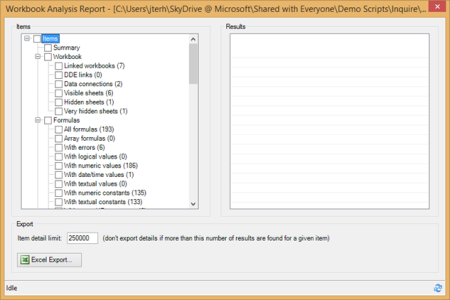 Workbook Analysis Report - [C:\Users\jterh\SkyDrive @ Microsoft\Shared with Everyone\Demo Scripts\Inquire\...
Items
Results
Items
Summary
Workbook
Linked workbooks (7)
DDE links (0)
Data connections (2)
Visible sheets (6)
Hidden sheets (1)
Very hidden sheets (1)
Formulas
All formulas (193)
Array formulas (0)
With errors (6)
With logical values (0)
With numeric values (186)
With date/time values (1)
With textual values (0)
With numeric constants (135)
With textual constants (133)
Export
Item detail limit: 250000 (don't export details if more than this number of results are found for a given item)
Excel Export...
Idle